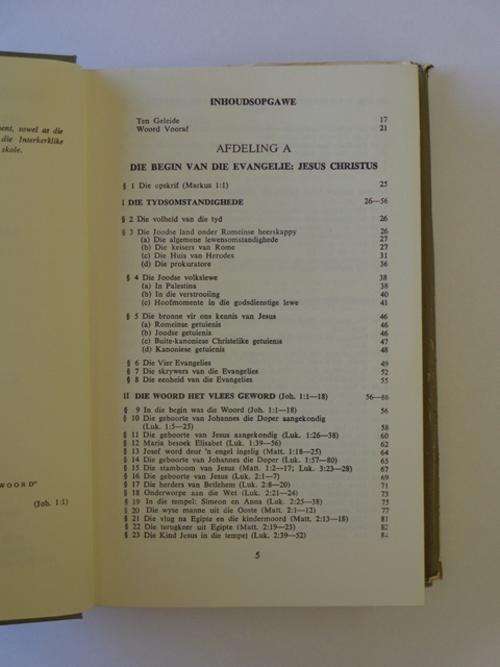 ent, sowel as die
die Interkerklike
skole.
WOORD"
(Joh. 1:1)
INHOUDSOPGAWE
Ten Geleide 17
Woord Vooraf 21
AFDELING A
DIE BEGIN VAN DIE EVANGELIE: JESUS CHRISTUS
§ 1 Die opskrif (Markus 1:1) 25
I DIE TYDSOMSTANDIGHEDE 26—56
§ 2 Die volheid van die tyd 26
§ 3 Die Joodse land onder Romeinse heerskappy 26
(a) Die algemene lewensomstandighede 27
(b) Die keisers van Rome 27
(c) Die Huis van Herodes 31
(d) Die prokuratore 36
§ 4 Die Joodse volkslewe 38
(a) In Palestina 38
(b) In die verstrooiing 40
(c) Hoofmomente in die godsdienstige lewe 41
§ 5 Die bronne vir ons kennis van Jesus 46
(a) Romeinse getuienis 46
(b) Joodse getuienis 46
(c) Buite-kanoniese Christelike getuienis 47
(d) Kanoniese getuienis 48
§ 6 Die Vier Evangelies 49
§ 7 Die skrywers van die Evangelies 52
§ 8 Die eenheid van die Evangelies 55
II DIE WOORD HET VLEES GEWORD (Joh. 1:1—18) 56—86
§ 9 In die begin was die Woord (Joh. 1—18) 56
§ 10 Die geboorte van Johannes die Doper aangekondig
(Luk. 1:5—25) 58
§ 11 Die geboorte van Jesus aangekondig (Luk. 1:26—38) 60
§ 12 Maria besoek Elisabet (Luk. 1:39—56) 62
§ 13 Josef word deur 'n engel ingelig (Matt. 1:18—25) 64
§ 14 Die geboorte van Johannes die Doper (Luk. 1:57—80) 65
§ 15 Die stamboom van Jesus (Matt. 1:2—17; Luk. 3:23—28) 67
§ 16 Die geboorte van Jesus (Luk. 2:1—7) 69
§ 17 Die herders van Betlehem (Luk. 2:8—20) 71
§ 18 Onderworpe aan die Wet (Luk. 2:21—24) 73
§ 19 In die tempel: Simeon en Anna (Luk. 2:25—38) 75
§ 20 Die wyse manne uit die Ooste (Matt. 2:1—12) 77
§ 21 Die vlug na Egipte en die kindermoord (Matt. 2:13—18) 81
§ 22 Die terugkeer uit Egipte (Matt. 2:19—23) 82
§ 23 Die Kind Jesus in die tempel (Luk. 2:39—52) 84
5